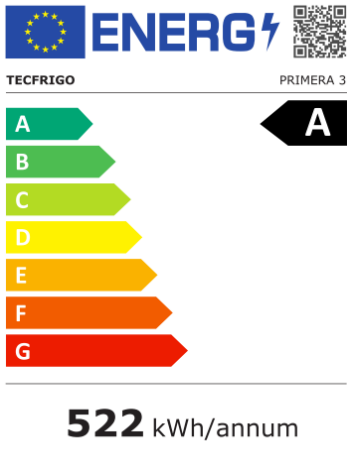 ENERG
TECFRIGO PRIMERA 3
A
A
B
C
D
E
F
G
522 kWh/annum